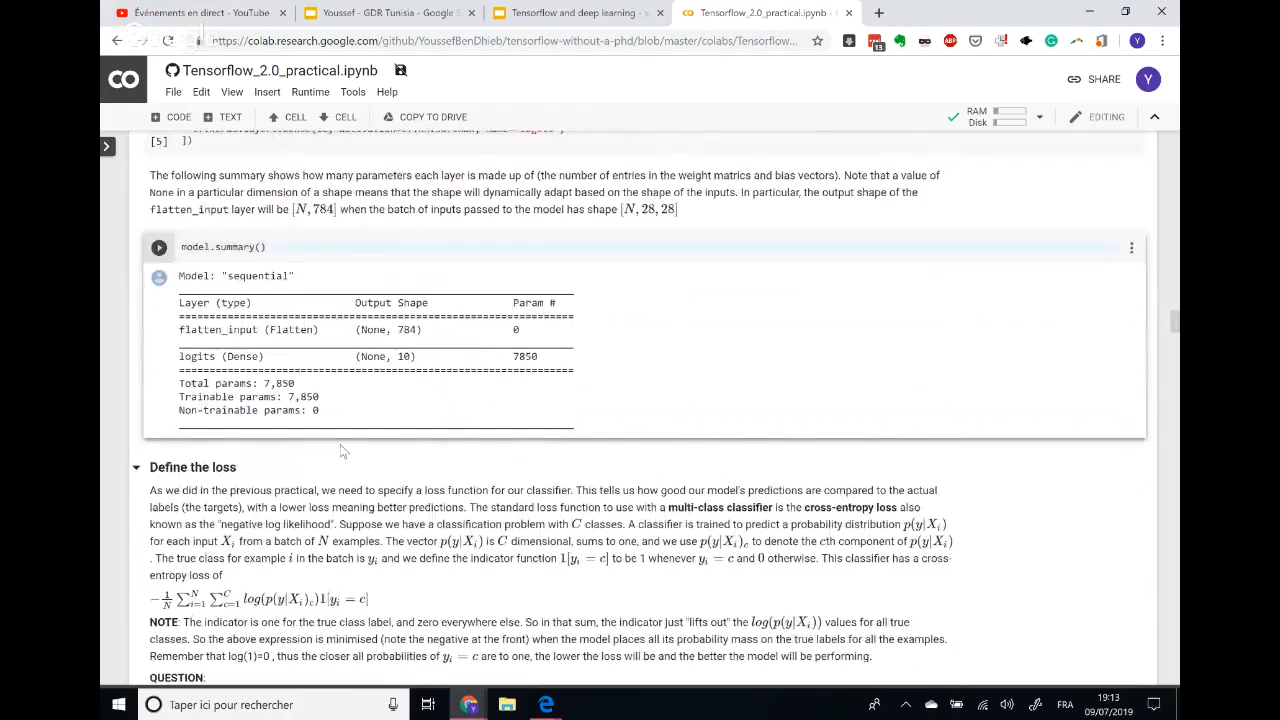 Événements en direct - YouTube
Youssef - GDR Tunisia - Google S
Tensorflow and deep learning - w
Tensorflow_2.0_practical.ipynb -
https://colab.research.google.com/github/YoussefBenDhieb/tensorflow-without-a-phd/blob/master/colabs/Tensorflow...
13
ABP
Y
CO
Tensorflow_2.0_practical.ipynb
SHARE
Y
File Edit View Insert Runtime Tools Help
CODE TEXT CELL CELL COPY TO DRIVE
RAM
Disk
EDITING
[5] ])
The following summary shows how many parameters each layer is made up of (the number of entries in the weight matrics and bias vectors). Note that a value of
None in a particular dimension of a shape means that the shape will dynamically adapt based on the shape of the inputs. In particular, the output shape of the
flatten_input layer will be [N, 784] when the batch of inputs passed to the model has shape [N, 28, 28]
model.summary()
Model: "sequential"
Layer (type) Output Shape Param #
=================================================================
flatten_input (Flatten) (None, 784) 0
logits (Dense) (None, 10) 7850
=================================================================
Total params: 7,850
Trainable params: 7,850
Non-trainable params: 0
Define the loss
As we did in the previous practical, we need to specify a loss function for our classifier. This tells us how good our model's predictions are compared to the actual
labels (the targets), with a lower loss meaning better predictions. The standard loss function to use with a multi-class classifier is the cross-entropy loss also
known as the "negative log likelihood". Suppose we have a classification problem with C classes. A classifier is trained to predict a probability distribution p(y|X_i)
for each input X_i from a batch of N examples. The vector p(y|X_i) is C dimensional, sums to one, and we use p(y|X_i)_c to denote the cth component of p(y|X_i)
. The true class for example i in the batch is y_i and we define the indicator function 1[y_i = c] to be 1 whenever y_i = c and 0 otherwise. This classifier has a cross-
entropy loss of
−1/N ∑_{i=1}^N ∑_{c=1}^C log(p(y|X_i)_c)1[y_i = c]
NOTE: The indicator is one for the true class label, and zero everywhere else. So in that sum, the indicator just "lifts out" the log(p(y|X_i)) values for all true
classes. So the above expression is minimised (note the negative at the front) when the model places all its probability mass on the true labels for all the examples.
Remember that log(1)=0 , thus the closer all probabilities of y_i = c are to one, the lower the loss will be and the better the model will be performing.
QUESTION:
Taper ici pour rechercher
FRA
19:13
09/07/2019